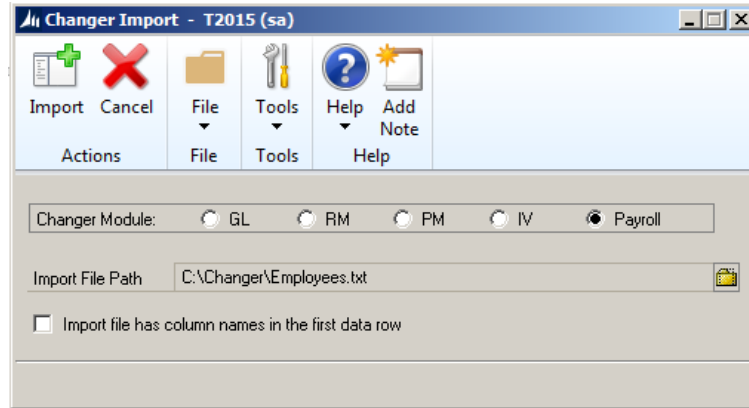 Changer Import - T2015 (sa)
Import Cancel File Tools Help Add Note
Actions File Tools Help
Changer Module: GL RM PM IV Payroll
Import File Path C:\Changer\Employees.txt
Import file has column names in the first data row